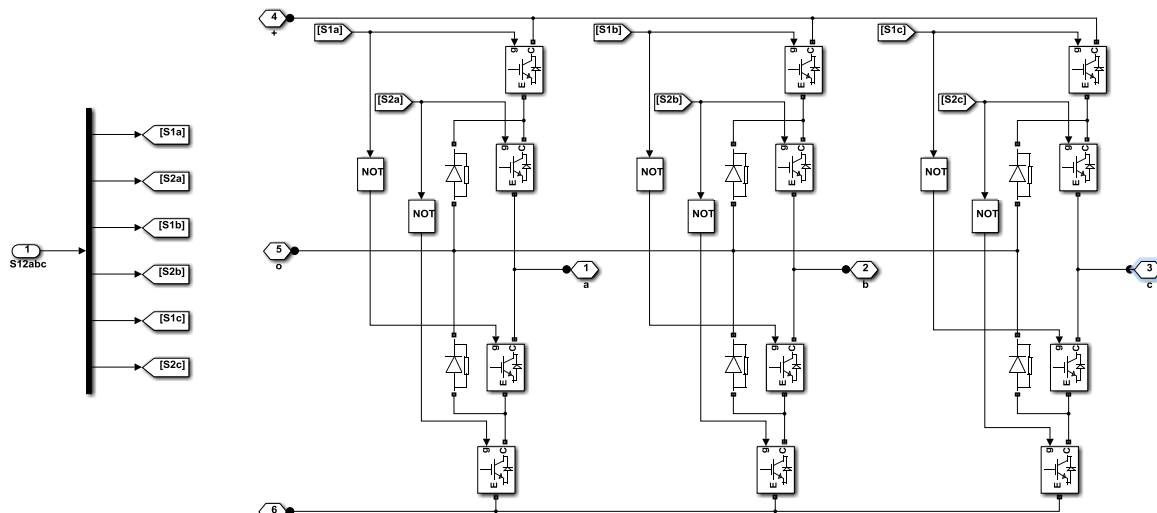 4
+
[S1a]
[S1b]
[S1c]
g
C
E
g
C
E
g
C
E
[S2a]
[S2b]
[S2c]
[S1a]
[S2a]
[S1b]
[S2b]
[S1c]
[S2c]
g
C
E
g
C
E
g
C
E
NOT
NOT
NOT
NOT
NOT
NOT
1
S12abc
5
o
1
a
2
b
3
c
g
C
E
g
C
E
g
C
E
g
C
E
g
C
E
g
C
E
6